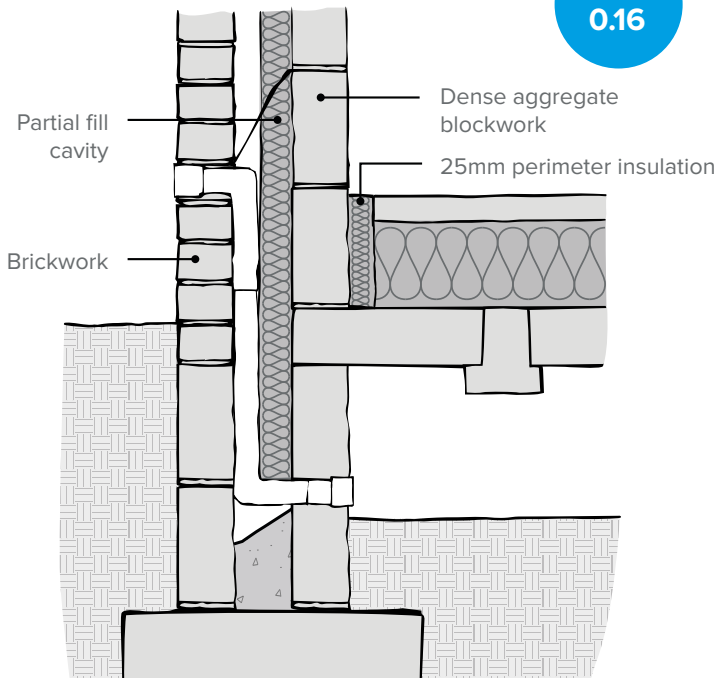 0.16
Dense aggregate
blockwork
Partial fill
cavity
25mm perimeter insulation
Brickwork